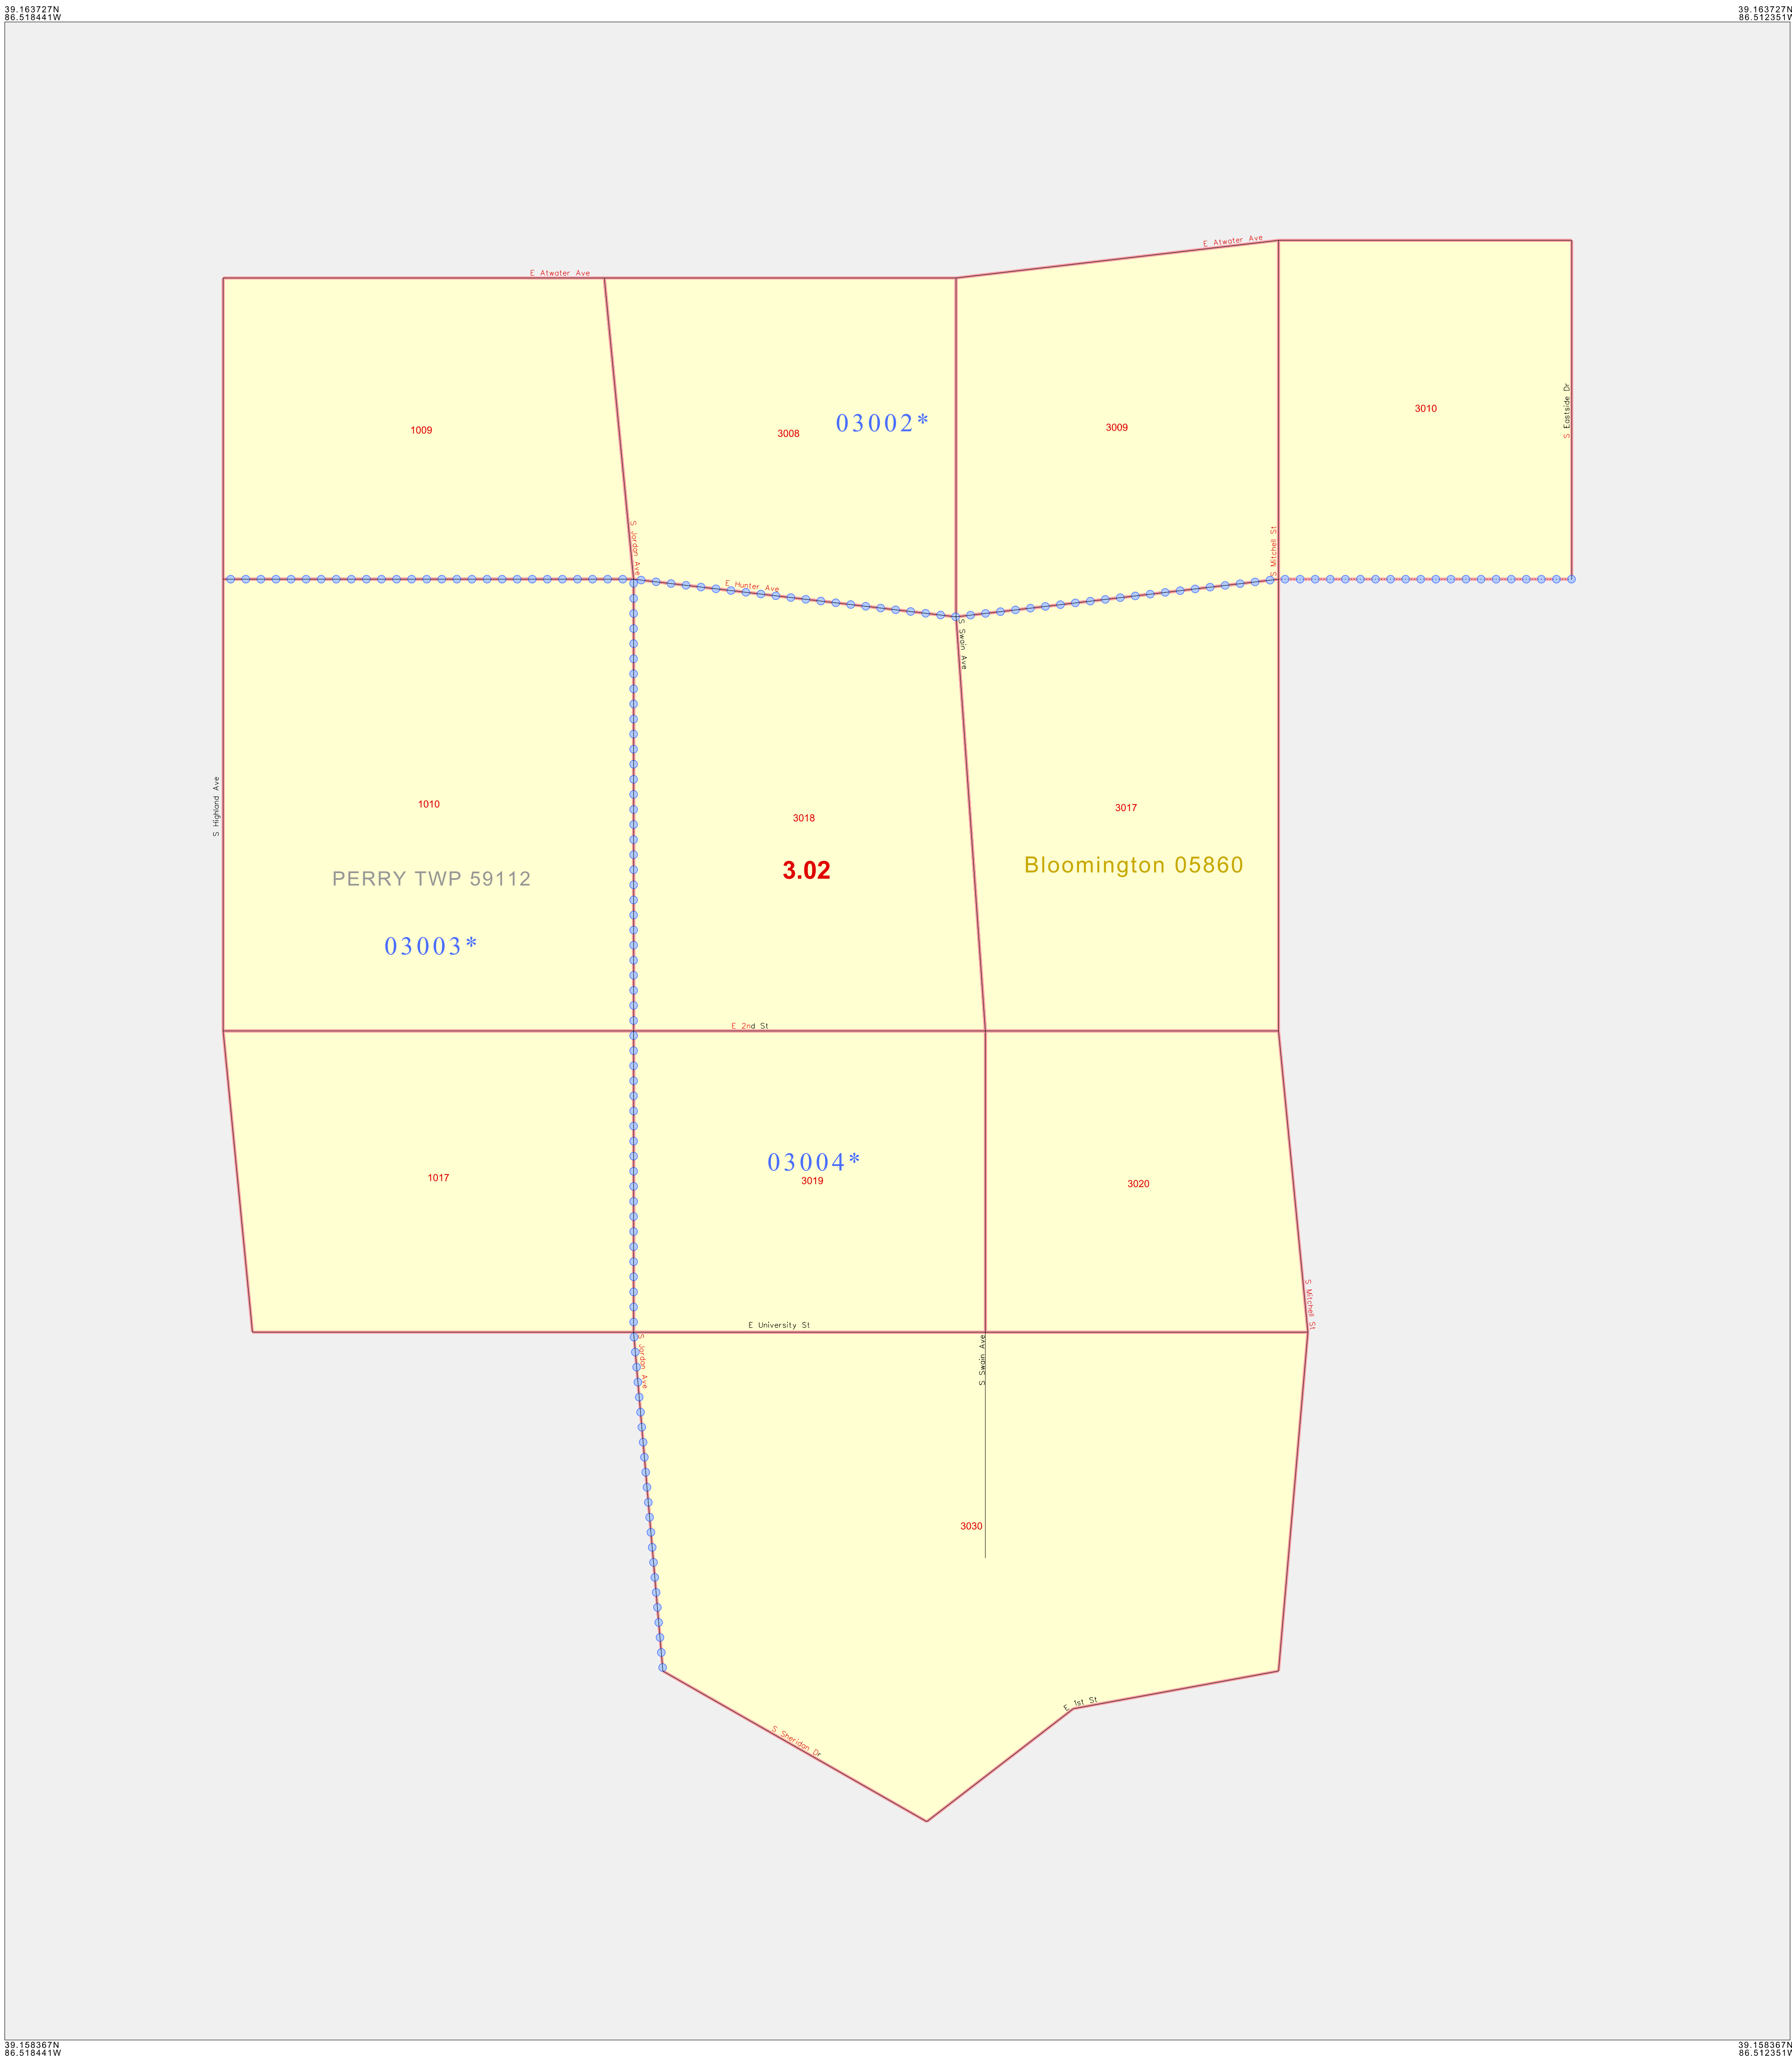 39.163727N
86.518441W
39.163727N
86.512351W
E Atwater Ave
E Atwater Ave
1009
3008
03002*
3009
3010
S Eastside Dr
S Jordan Ave
E Hunter Ave
S Mitchell St
S Swain Ave
S Highland Ave
1010
3018
3017
3.02
Bloomington 05860
PERRY TWP 59112
03003*
E 2nd St
1017
03004*
3019
3020
S Mitchell St
E University St
S Jordan Ave
S Swain Ave
3030
E 1st St
S Sheridan Dr
39.158367N
86.518441W
39.158367N
86.512351W